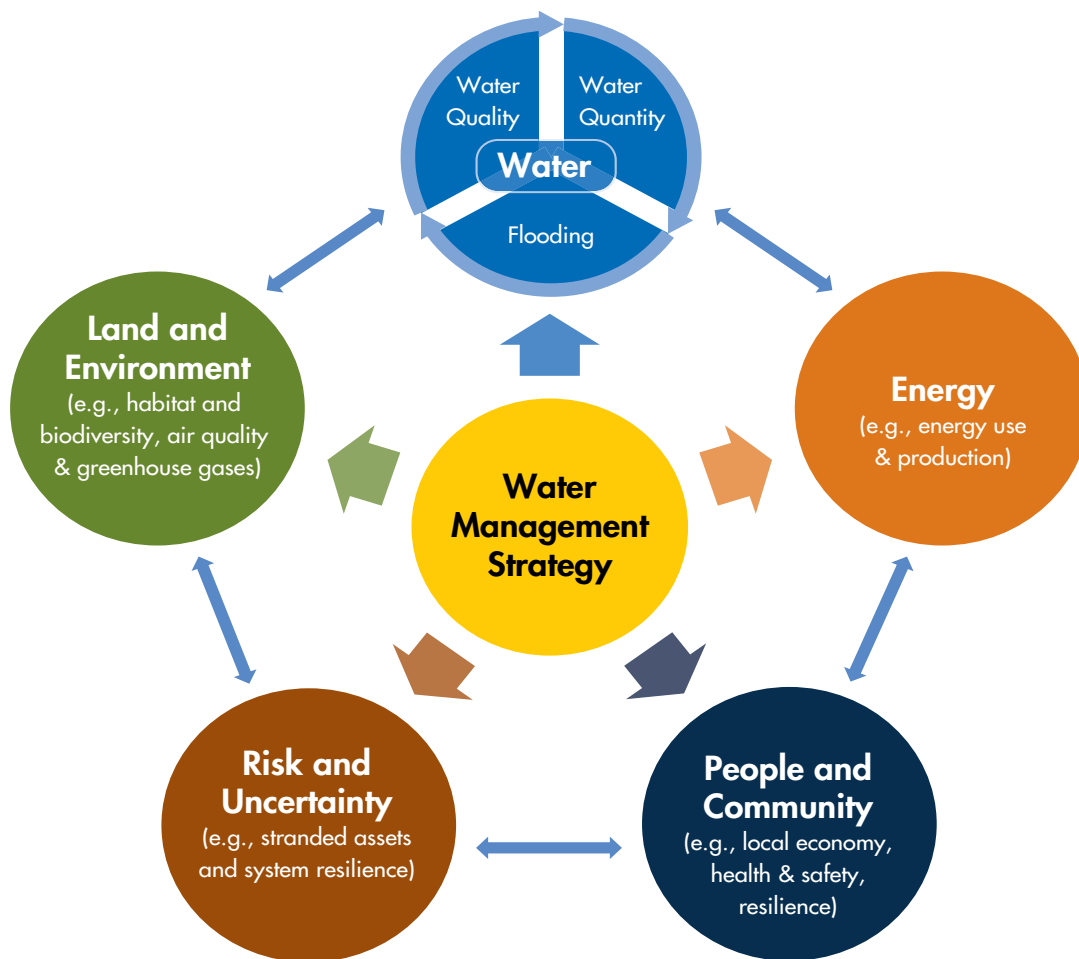 Water
Quality
Water
Quantity
Water
Flooding
Land and
Environment
(e.g., habitat and
biodiversity, air quality
& greenhouse gases)
Energy
(e.g., energy use
& production)
Water
Management
Strategy
Risk and
Uncertainty
(e.g., stranded assets
and system resilience)
People and
Community
(e.g., local economy,
health & safety,
resilience)